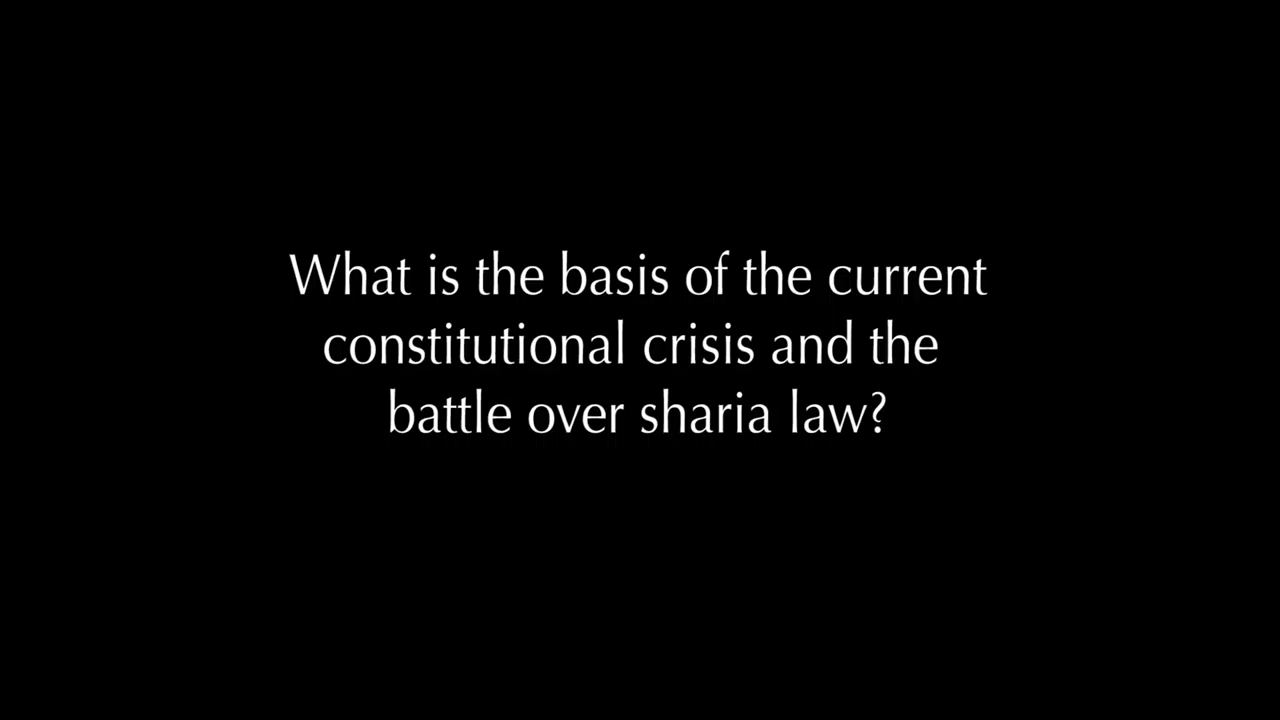 What is the basis of the current
constitutional crisis and the
battle over sharia law?